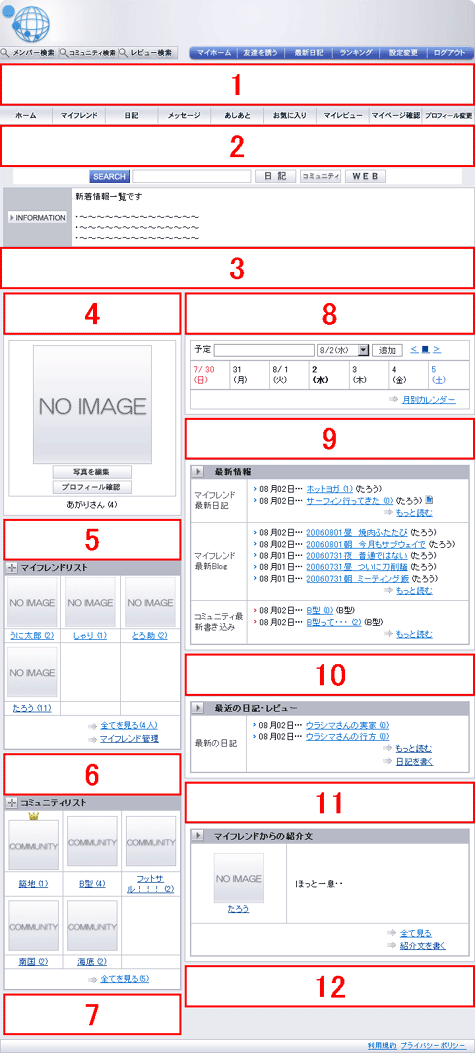 メンバー検索 コミュニティ検索 レビュー検索 マイホーム 友達を誘う 最新日記 ランキング 設定変更 ログアウト
1
ホーム マイフレンド 日記 メッセージ あしあと お気に入り マイレビュー マイページ確認 プロフィール変更
2
SEARCH 日 記 コミュニティ W E B
INFORMATION
新着情報一覧です
・～～～～～～～～～～～～～～
・～～～～～～～～～～～～～～
・～～～～～～～～～～～～～～
3
4
NO IMAGE
写真を編集
プロフィール確認
あがりさん (4)
5
マイフレンドリスト
NO IMAGE NO IMAGE NO IMAGE
うに太郎 (2) しゃり (1) とろ助 (2)
NO IMAGE
たろう (11)
全てを見る(4人)
マイフレンド管理
6
コミュニティリスト
COMMUNITY COMMUNITY COMMUNITY
築地 (1) B型 (4) フットサ
ル！！！ (2)
COMMUNITY COMMUNITY
南国 (2) 海底 (2)
全てを見る(5)
7
8
予定 8/2(水) 追加 < ■ >
7/30 31 8/1 2 3 4 5
(日) (月) (火) (水) (木) (金) (土)
月別カレンダー
9
最新情報
マイフレンド
最新日記
08月02日… ホットヨガ (1) (たろう)
08月02日… サーフィン行ってきた (0) (たろう)
もっと読む
マイフレンド
最新Blog
08月02日… 20060801昼 焼肉ふたたび (たろう)
08月02日… 20060801朝 今月もサブウェイで (たろう)
08月02日… 20060731夜 普通ではない (たろう)
08月02日… 20060731昼 ついに刀削麺 (たろう)
08月02日… 20060731朝 ミーティング飯 (たろう)
もっと読む
コミュニティ最
新書き込み
08月02日… B型 (0) (B型)
08月02日… B型って・・・ (2) (B型)
もっと読む
10
最近の日記・レビュー
最新の日記
08月02日… ウラシマさんの実家 (0)
08月02日… ウラシマさんの行方 (0)
もっと読む
日記を書く
11
マイフレンドからの紹介文
NO IMAGE
たろう
ほっと一息・・
全て見る
紹介文を書く
12
利用規約 プライバシーポリシー